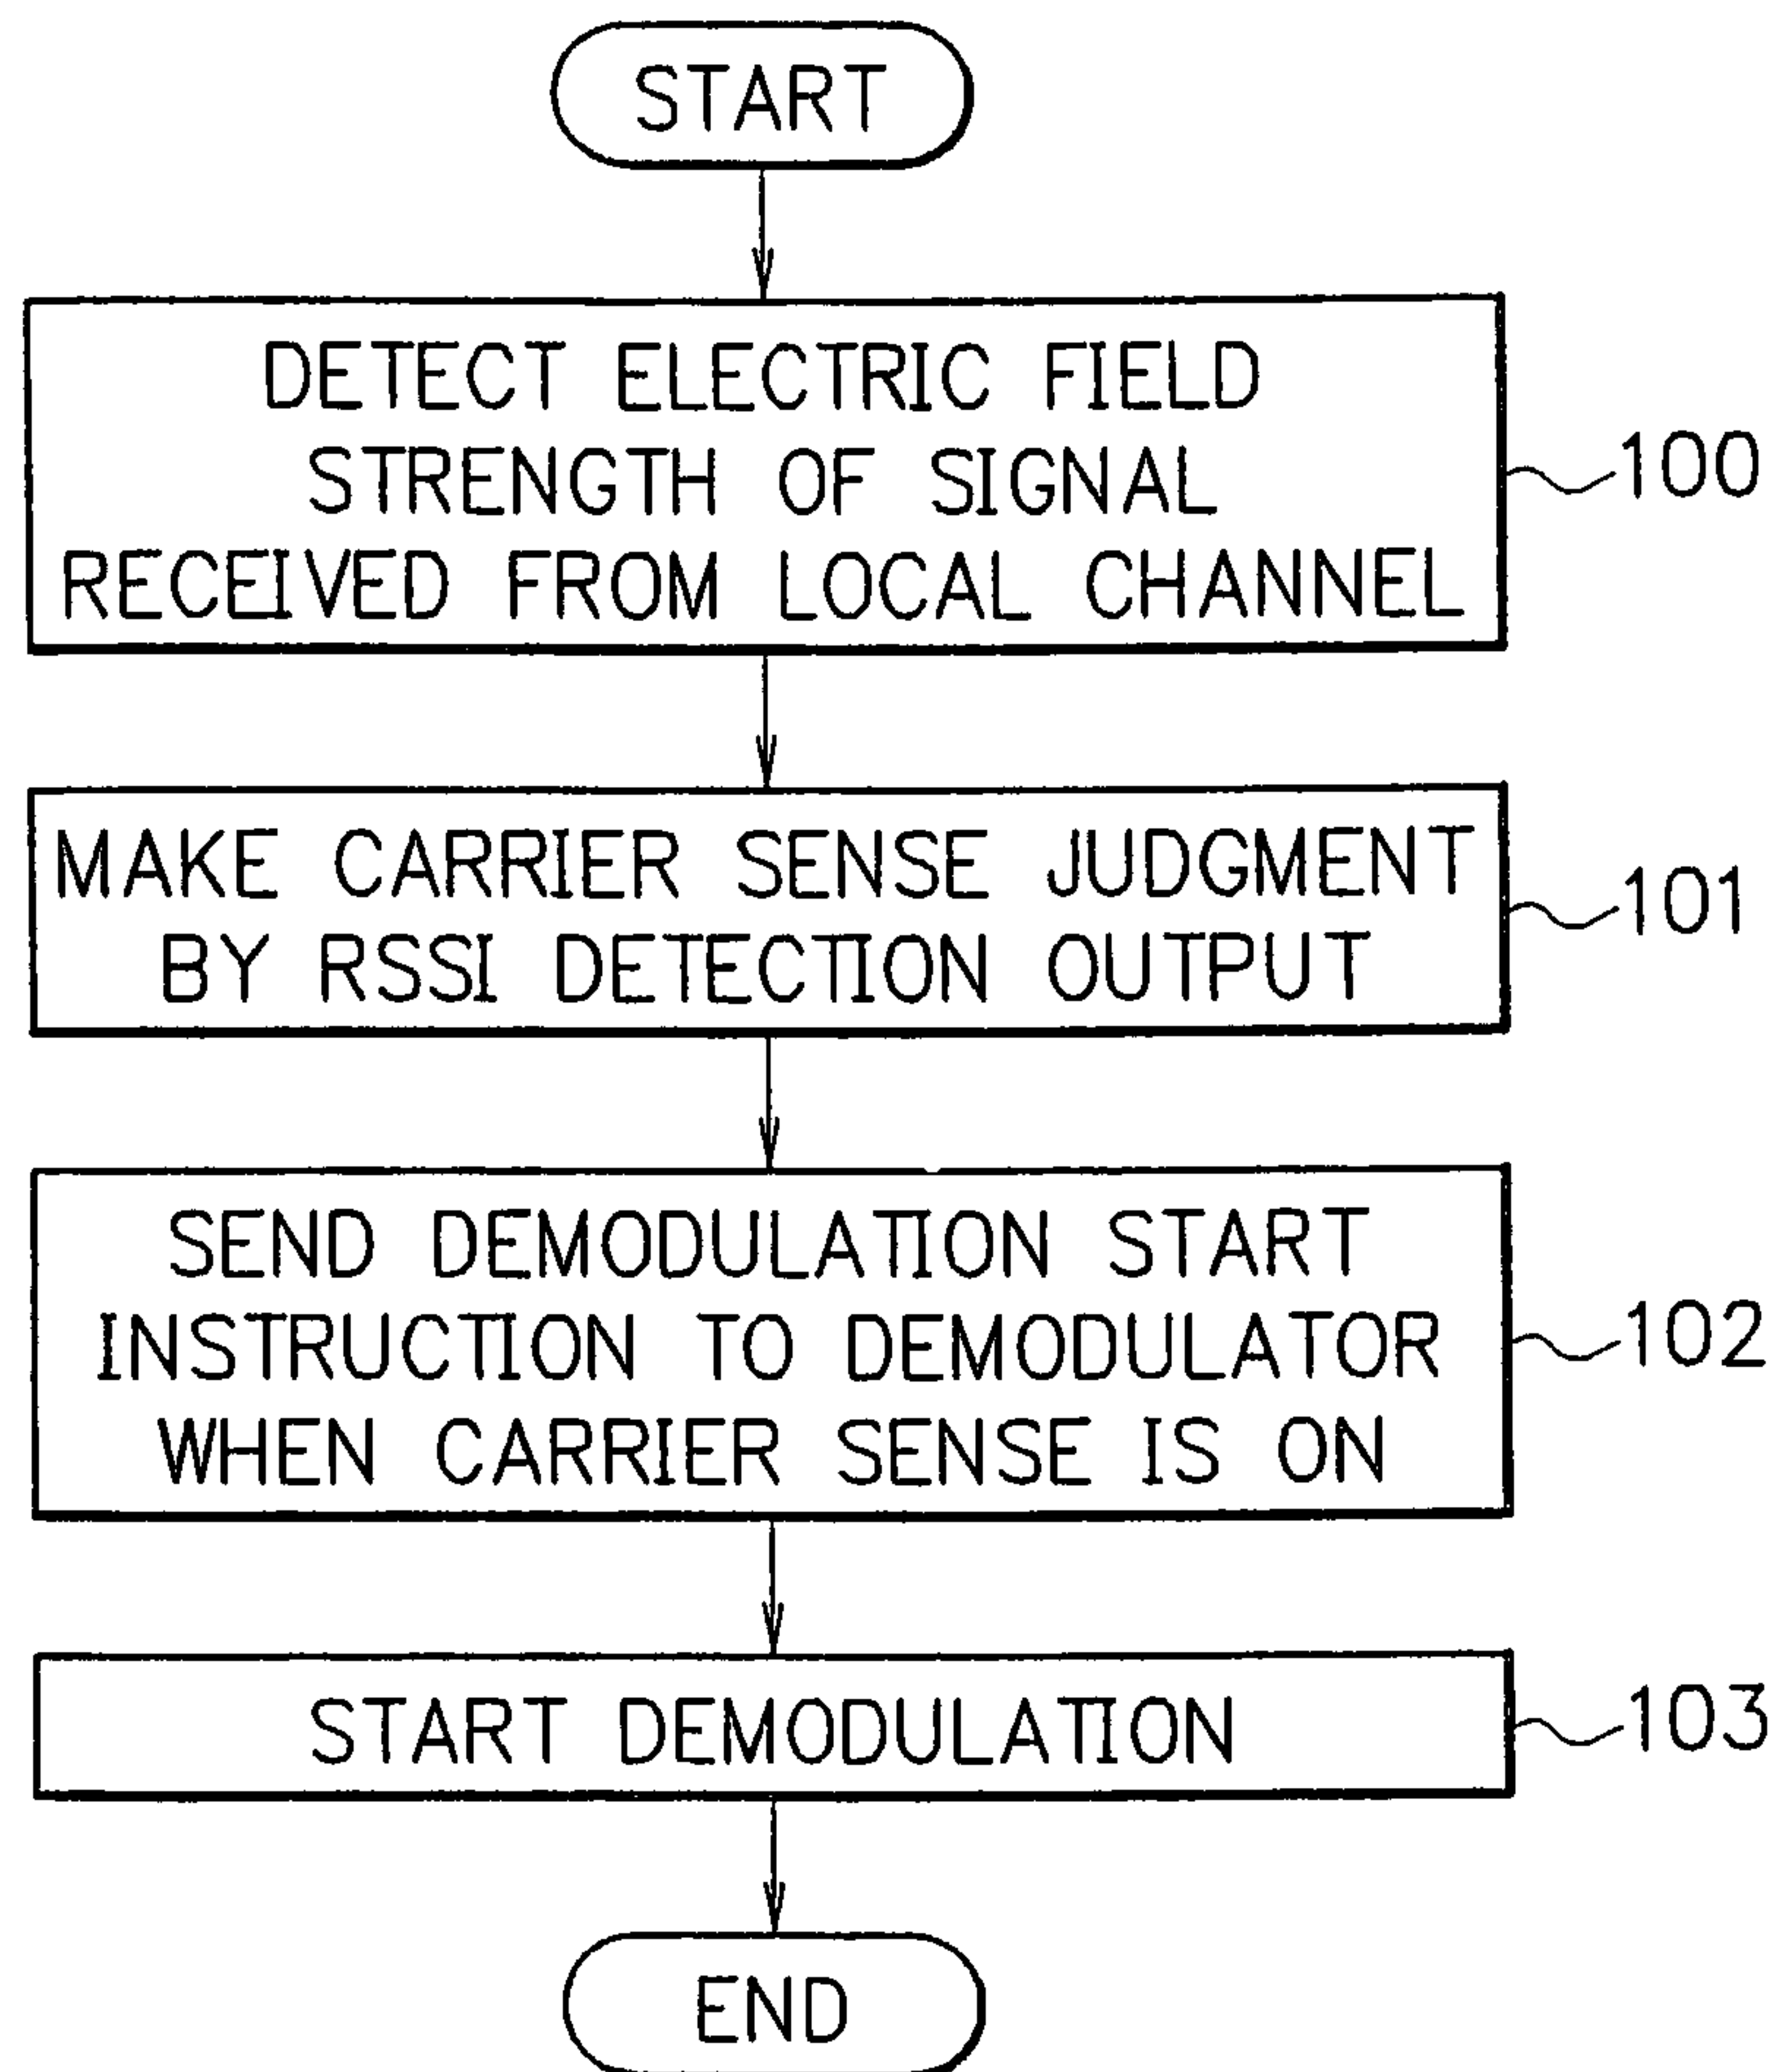 START
DETECT ELECTRIC FIELD
STRENGTH OF SIGNAL
RECEIVED FROM LOCAL CHANNEL
100
MAKE CARRIER SENSE JUDGMENT
BY RSSI DETECTION OUTPUT
101
SEND DEMODULATION START
INSTRUCTION TO DEMODULATOR
WHEN CARRIER SENSE IS ON
102
START DEMODULATION
103
END